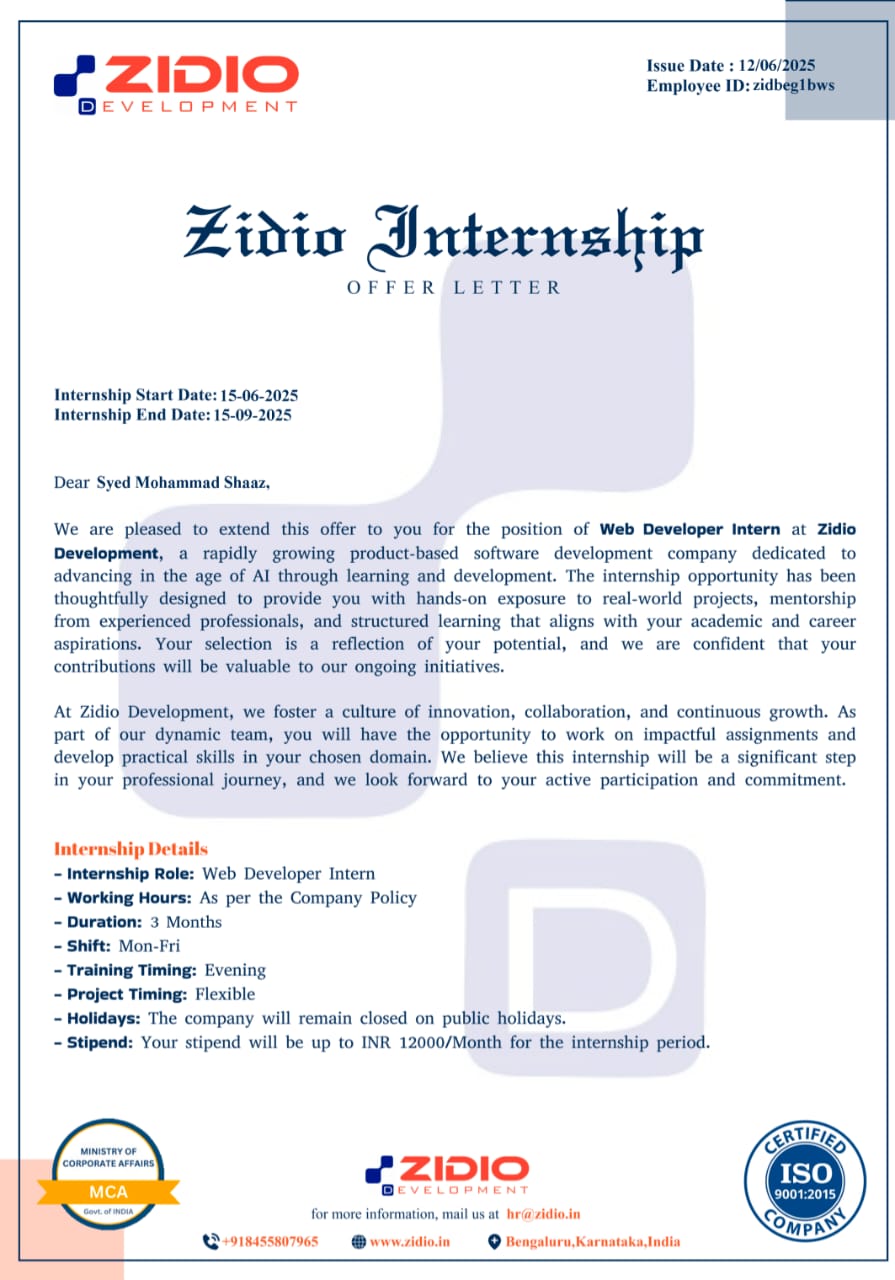 ZIDIO
DEVELOPMENT
Issue Date : 12/06/2025
Employee ID: zidbeg1bws
Zidio Internship
OFFER LETTER
Internship Start Date: 15-06-2025
Internship End Date: 15-09-2025
Dear Syed Mohammad Shaaz,
We are pleased to extend this offer to you for the position of Web Developer Intern at Zidio
Development, a rapidly growing product-based software development company dedicated to
advancing in the age of AI through learning and development. The internship opportunity has been
thoughtfully designed to provide you with hands-on exposure to real-world projects, mentorship
from experienced professionals, and structured learning that aligns with your academic and career
aspirations. Your selection is a reflection of your potential, and we are confident that your
contributions will be valuable to our ongoing initiatives.
At Zidio Development, we foster a culture of innovation, collaboration, and continuous growth. As
part of our dynamic team, you will have the opportunity to work on impactful assignments and
develop practical skills in your chosen domain. We believe this internship will be a significant step
in your professional journey, and we look forward to your active participation and commitment.
Internship Details
- Internship Role: Web Developer Intern
- Working Hours: As per the Company Policy
- Duration: 3 Months
- Shift: Mon-Fri
- Training Timing: Evening
- Project Timing: Flexible
- Holidays: The company will remain closed on public holidays.
- Stipend: Your stipend will be up to INR 12000/Month for the internship period.
MINISTRY OF
CORPORATE AFFAIRS
MCA
Govt. of INDIA
ZIDIO
DEVELOPMENT
for more information, mail us at hr@zidio.in
+918455807965 www.zidio.in Bengaluru,Karnataka,India
CERTIFIED
ISO
9001:2015
COMPANY